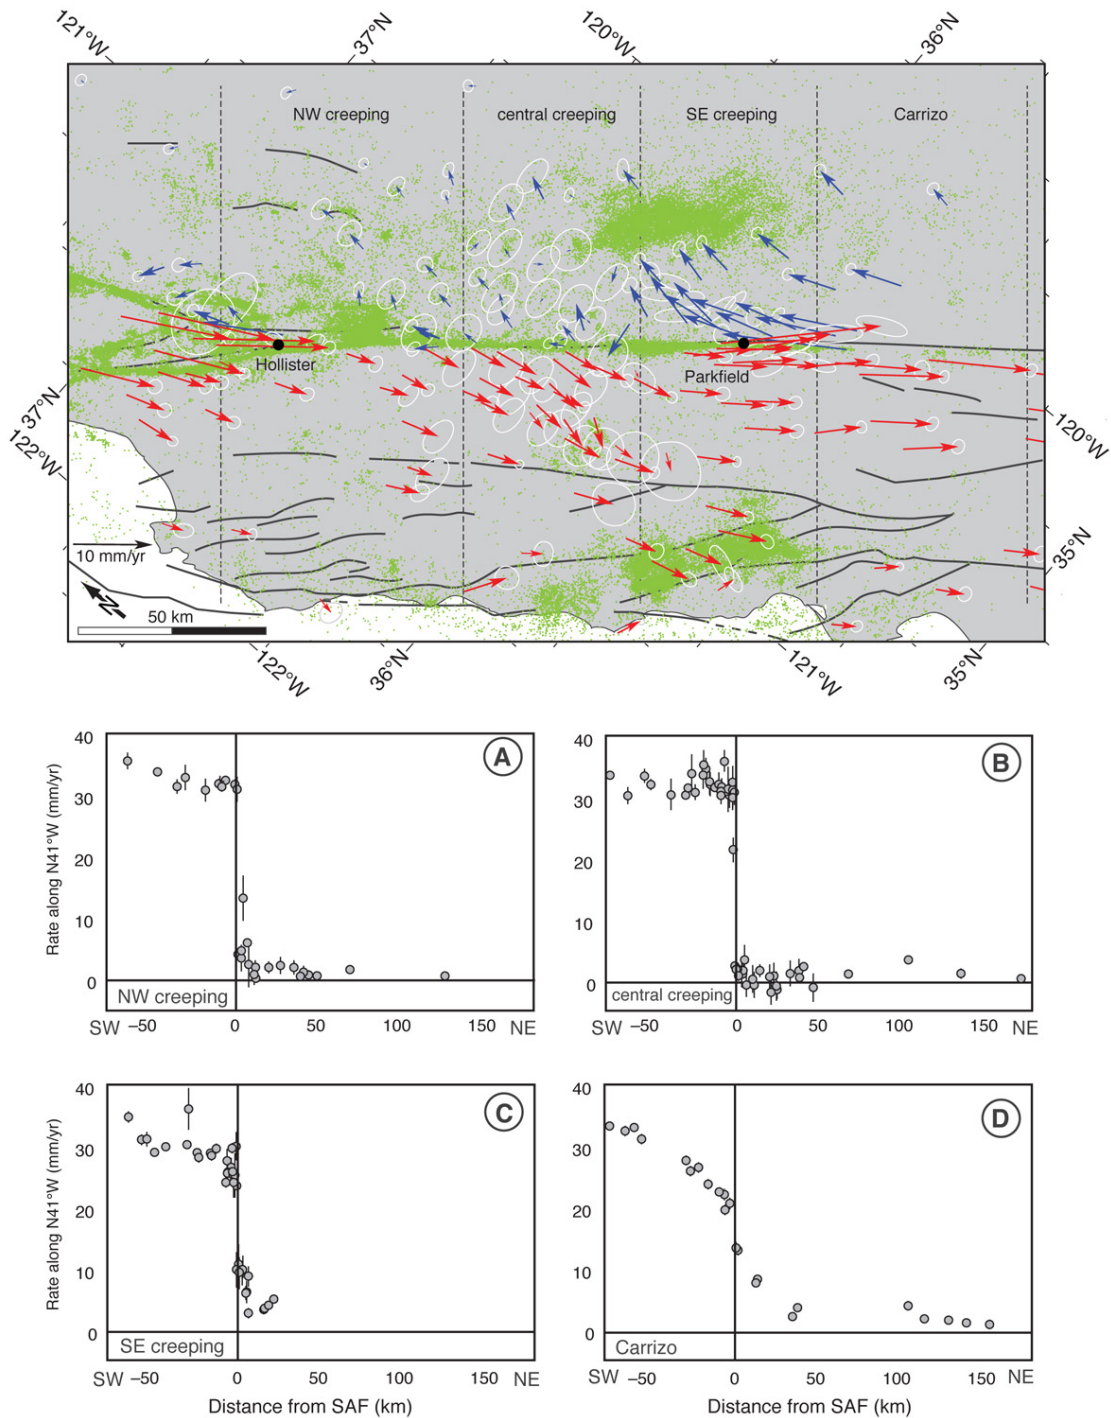 121°W
37°N
120°W
36°N
NW creeping
central creeping
SE creeping
Carrizo
Hollister
Parkfield
37°N
122°W
120°W
35°N
10 mm/yr
N
50 km
122°W
36°N
121°W
35°N
40
30
20
10
0
Rate along N41°W (mm/yr)
A
NW creeping
SW
−50
0
50
100
150
NE
40
30
20
10
0
B
central creeping
SW
−50
0
50
100
150
NE
40
30
20
10
0
Rate along N41°W (mm/yr)
C
SE creeping
SW
−50
0
50
100
150
NE
Distance from SAF (km)
40
30
20
10
0
D
Carrizo
SW
−50
0
50
100
150
NE
Distance from SAF (km)